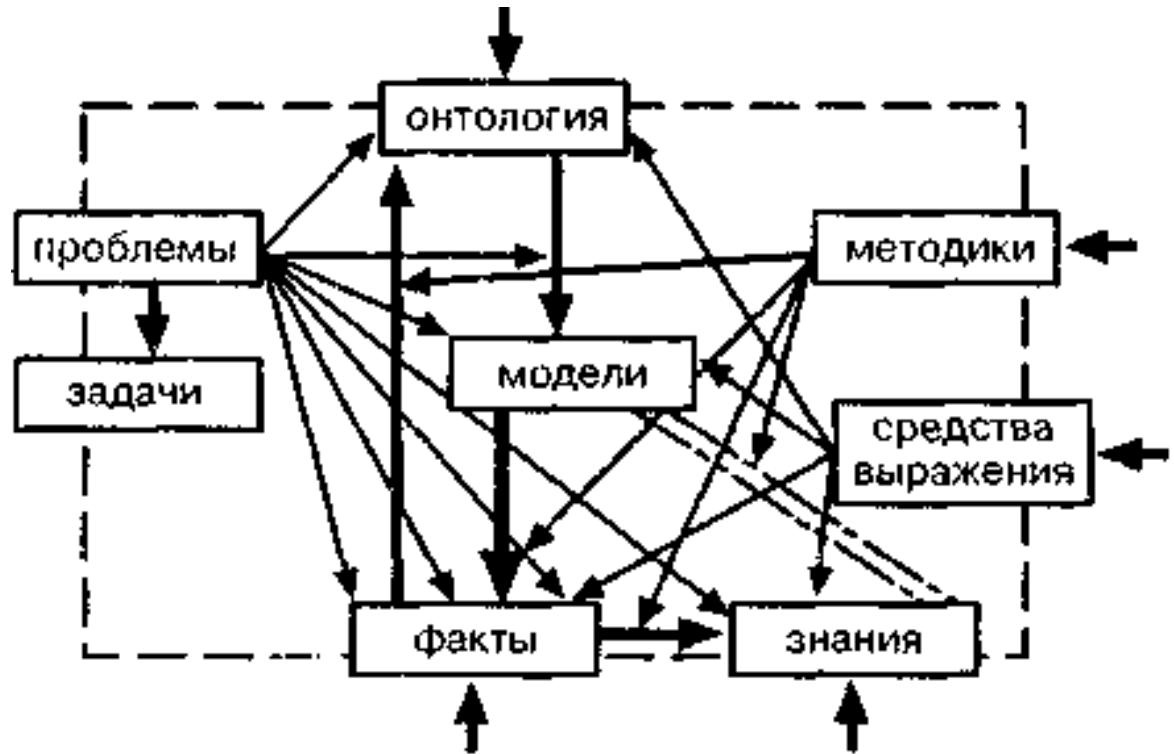 онтология
проблемы
методики
задачи
модели
средства
выражения
факты
знания